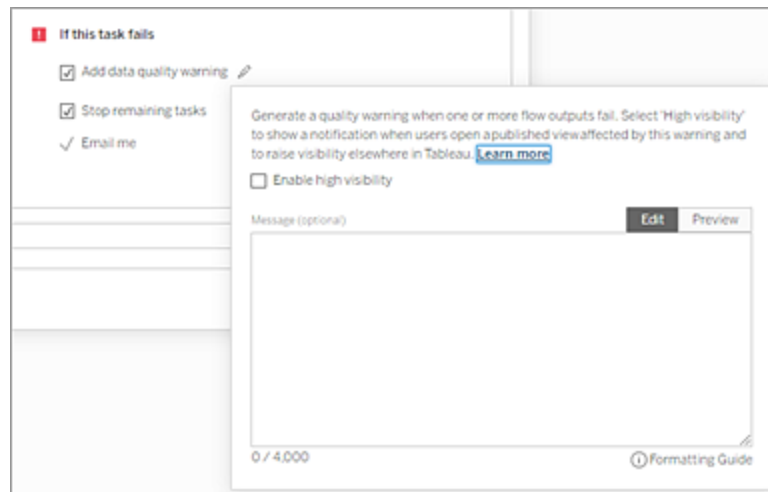 If this task fails
Add data quality warning
Stop remaining tasks
Email me
Generate a quality warning when one or more flow outputs fail. Select 'High visibility'
to show a notification when users open a published view affected by this warning and
to raise visibility elsewhere in Tableau. Learn more
Enable high visibility
Message (optional)
Edit Preview
0 / 4,000
Formatting Guide